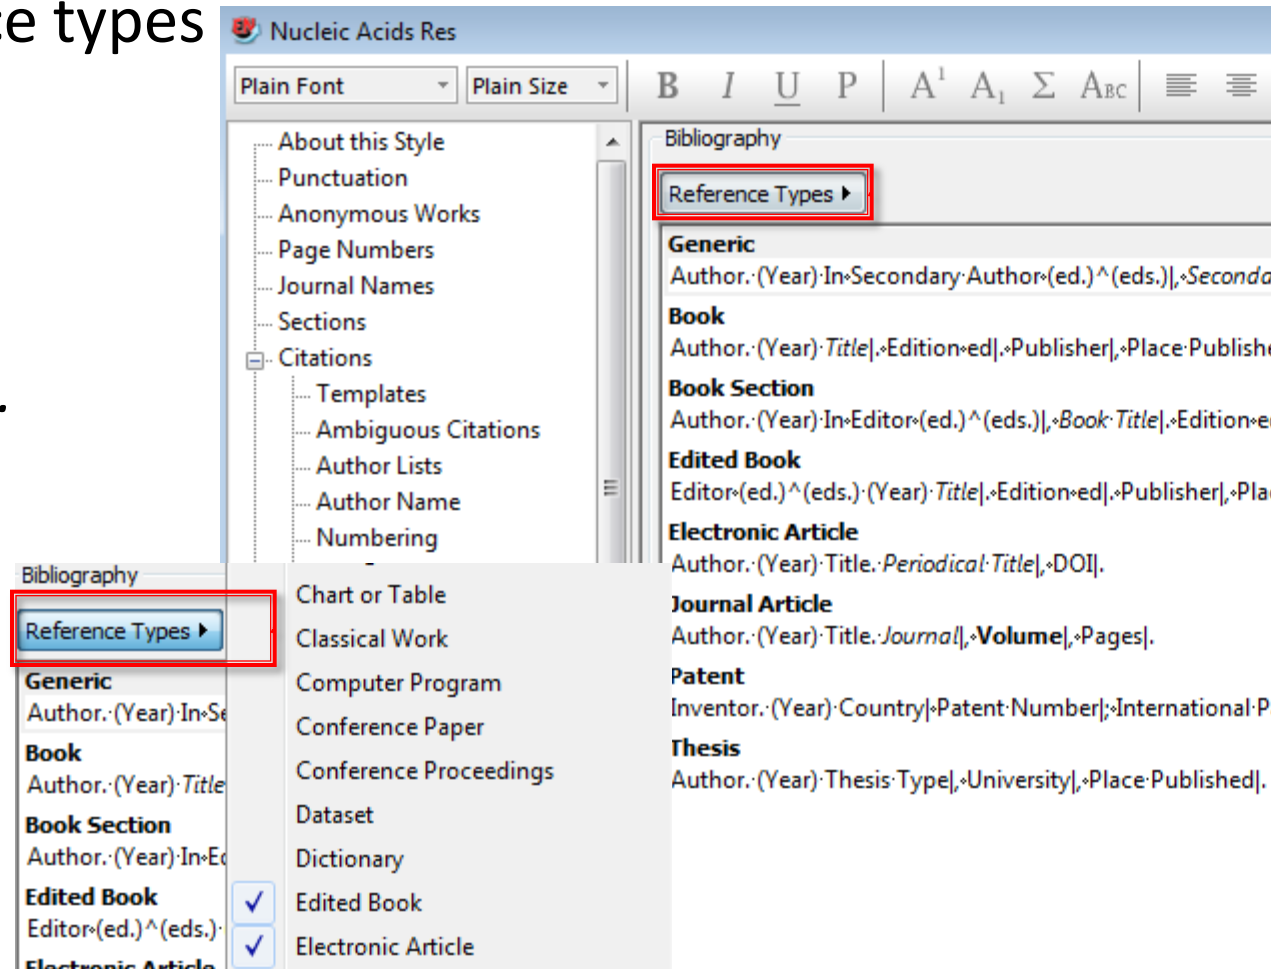 types
Nucleic Acids Res
Plain Font
Plain Size
B I U P A¹ A₁ Σ Aʙᴄ
About this Style
Punctuation
Anonymous Works
Page Numbers
Journal Names
Sections
Citations
Templates
Ambiguous Citations
Author Lists
Author Name
Numbering
Bibliography
Reference Types
Generic
Author.·(Year)·In∘Secondary·Author∘(ed.)^(eds.)|,∘Seconda
Book
Author.·(Year)·Title|.∘Edition∘ed|.∘Publisher|,∘Place·Publishe
Book Section
Author.·(Year)·In∘Editor∘(ed.)^(eds.)|,∘Book·Title|.∘Edition∘e
Edited Book
Editor∘(ed.)^(eds.)·(Year)·Title|.∘Edition∘ed|.∘Publisher|,∘Pla
Electronic Article
Author.·(Year)·Title.·Periodical·Title|,∘DOI|.
Journal Article
Author.·(Year)·Title.·Journal|,∘Volume|,∘Pages|.
Patent
Inventor.·(Year)·Country|∘Patent·Number|;∘International·P
Thesis
Author.·(Year)·Thesis·Type|,∘University|,∘Place·Published|.
Bibliography
Reference Types
Generic
Author.·(Year)·In∘Se
Book
Author.·(Year)·Title
Book Section
Author.·(Year)·In∘Ed
Edited Book
Editor∘(ed.)^(eds.)·
Electronic Article
Chart or Table
Classical Work
Computer Program
Conference Paper
Conference Proceedings
Dataset
Dictionary
Edited Book
Electronic Article